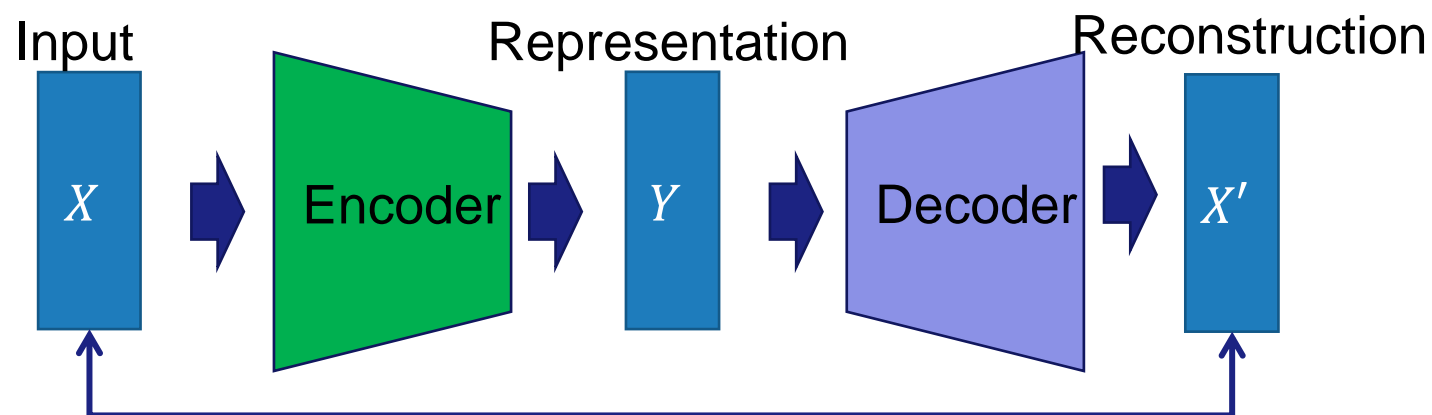 Input
Representation
Reconstruction
X
Encoder
Y
Decoder
X′